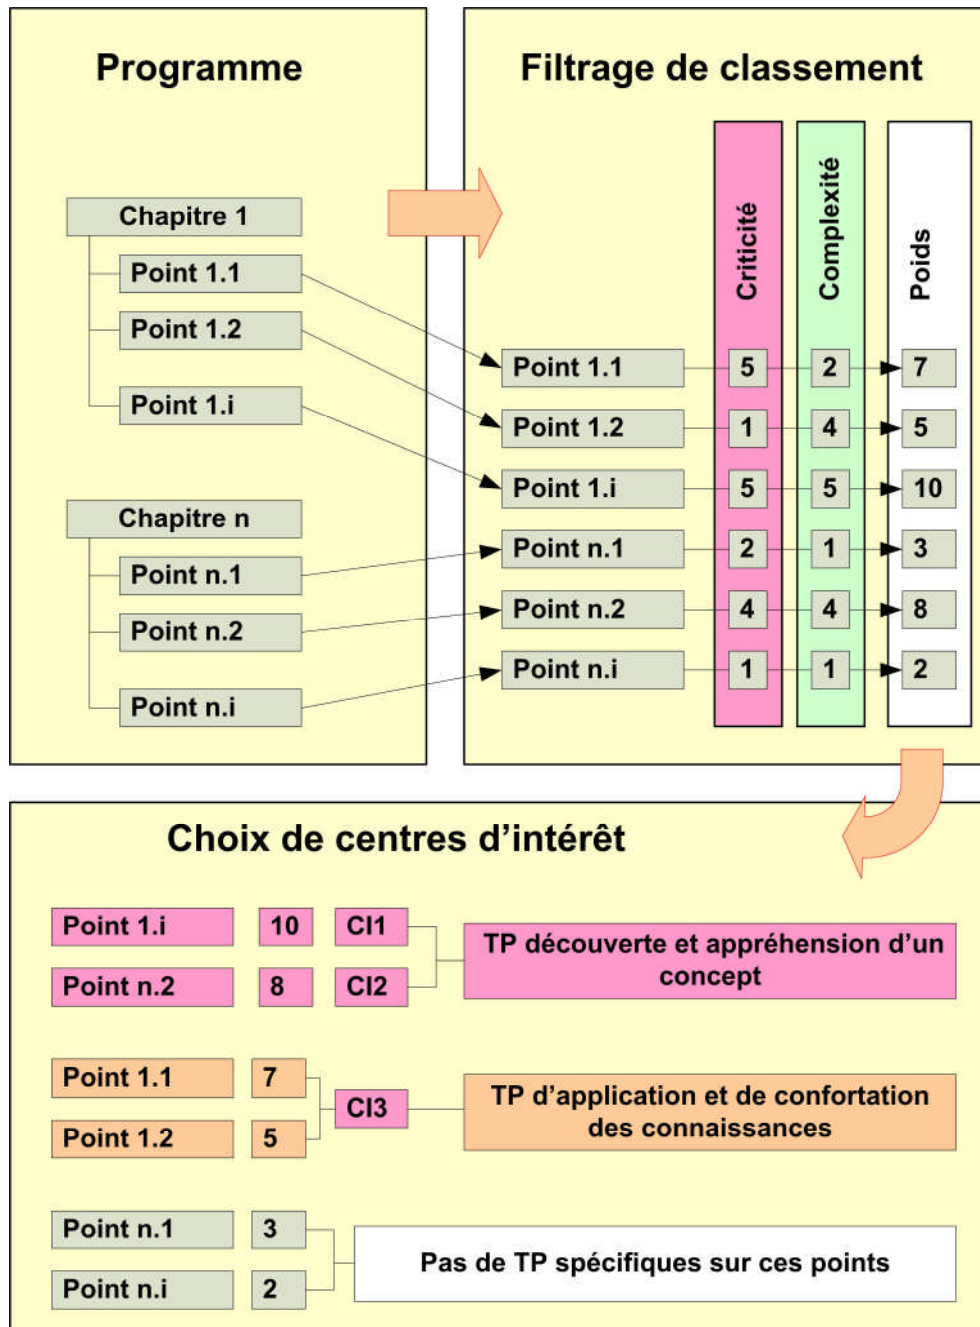 Programme
Chapitre 1
Point 1.1
Point 1.2
Point 1.i
Chapitre n
Point n.1
Point n.2
Point n.i
Filtrage de classement
Criticité
Complexité
Poids
Point 1.1 5 2 7
Point 1.2 1 4 5
Point 1.i 5 5 10
Point n.1 2 1 3
Point n.2 4 4 8
Point n.i 1 1 2
Choix de centres d’intérêt
Point 1.i 10 CI1
Point n.2 8 CI2
TP découverte et appréhension d’un
concept
Point 1.1 7
Point 1.2 5
CI3
TP d’application et de confortation
des connaissances
Point n.1 3
Point n.i 2
Pas de TP spécifiques sur ces points